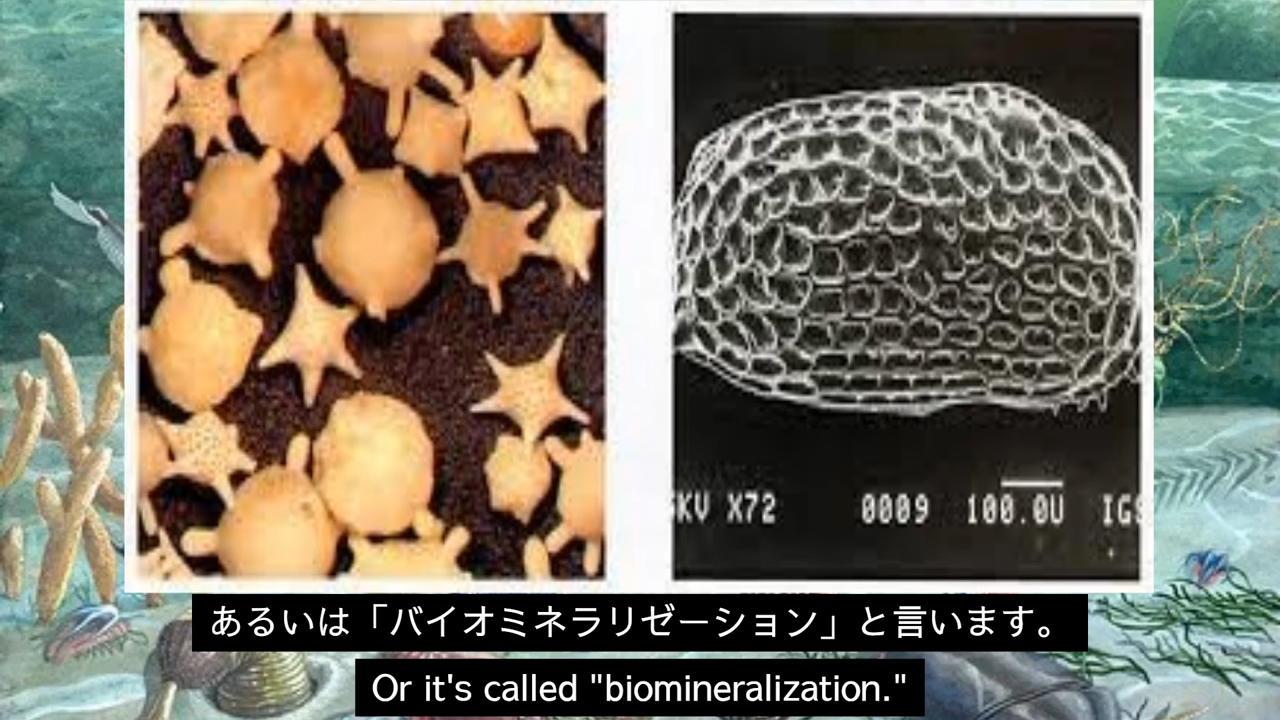 5KV X72 0009 100.0U IGS
あるいは「バイオミネラリゼーション」と言います。
Or it's called "biomineralization."